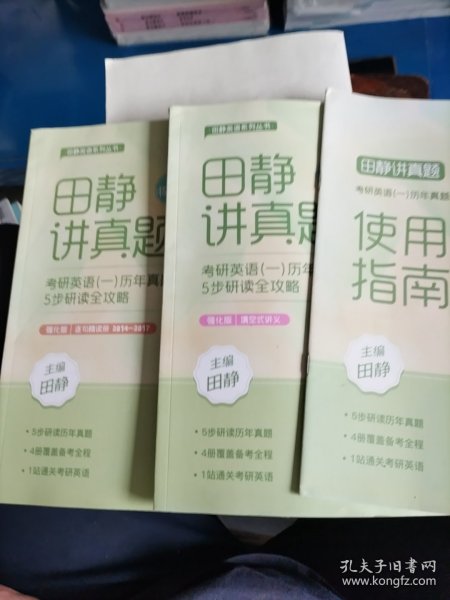 田静英语系列丛书
田静
讲真题
考研英语(一)历年真
5步研读全攻略
强化版
逐句精读册 2014-2017
主编
田静
·5步研读历年真题
·4册覆盖备考全程
·1站通关考研英语
田静英语系列丛书
田静
讲真
考研英语(一)历年
5步研读全攻略
强化版
填空式讲义
主编
田静
·5步研读历年真题
·4册覆盖备考全程
·1站通关考研英语
田静讲真题
考研英语(一)历年真题
使用
指南
主编
田静
·5步研读历年真题
·4册覆盖备考全程
·1站通关考研英语
孔夫子旧书网
www.kongfz.com